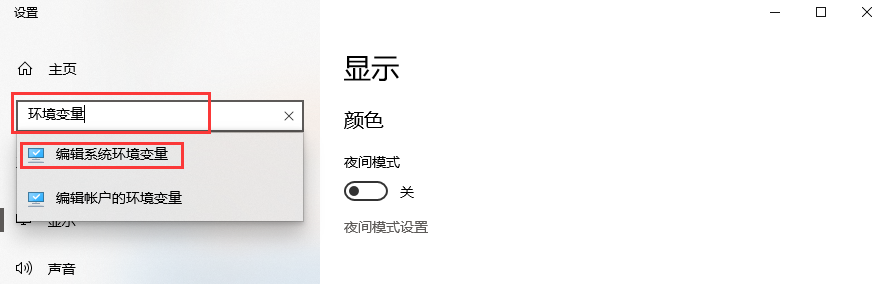 设置
主页
环境变量
编辑系统环境变量
编辑帐户的环境变量
显示
声音
显示
颜色
夜间模式
关
夜间模式设置